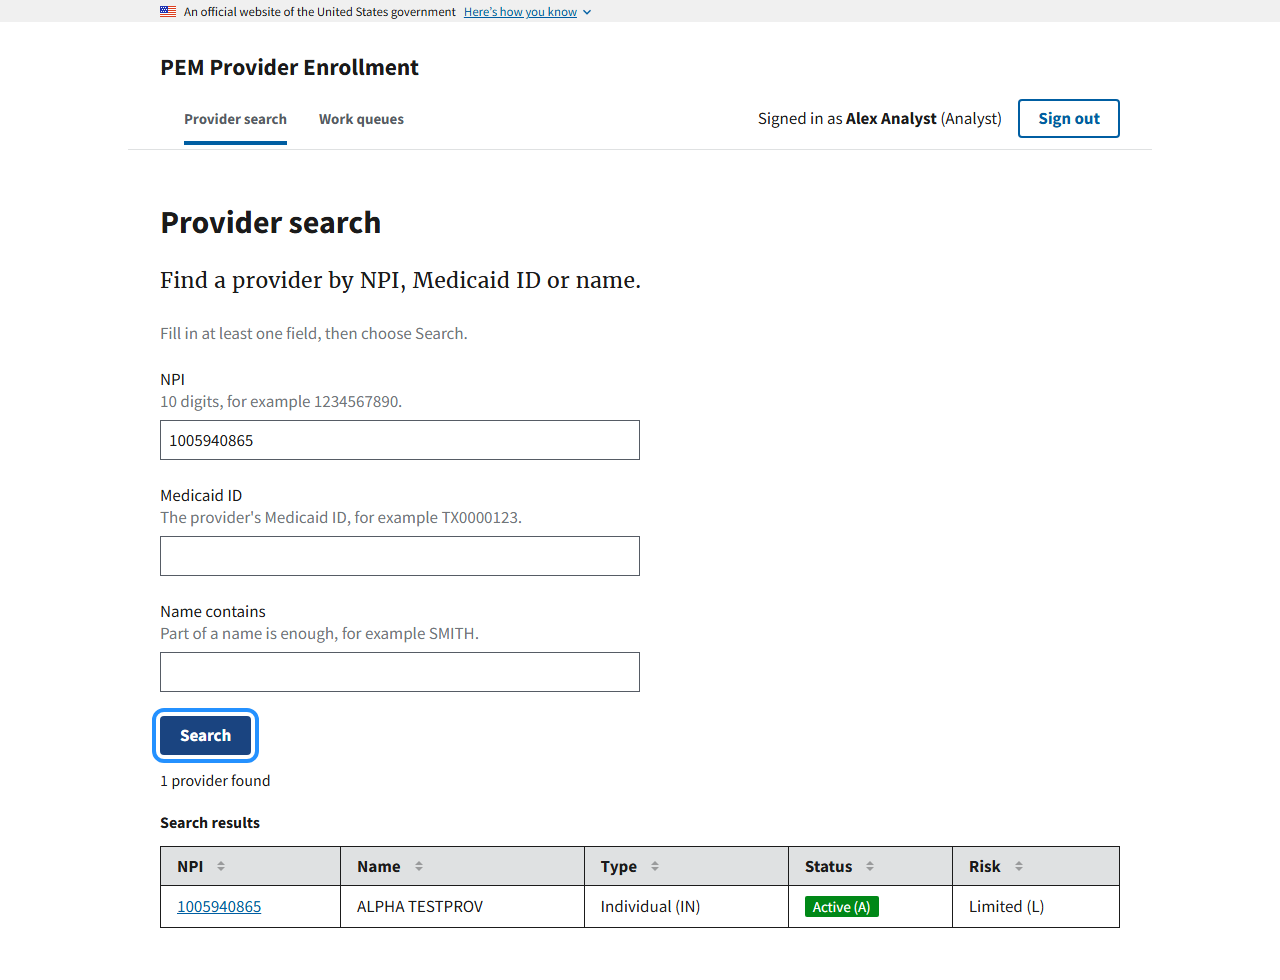 An official website of the United States government Here's how you know
PEM Provider Enrollment
Provider search Work queues Signed in as Alex Analyst (Analyst) Sign out
Provider search
Find a provider by NPI, Medicaid ID or name.
Fill in at least one field, then choose Search.
NPI
10 digits, for example 1234567890.
1005940865
Medicaid ID
The provider's Medicaid ID, for example TX0000123.
Name contains
Part of a name is enough, for example SMITH.
Search
1 provider found
Search results
NPI Name Type Status Risk
1005940865 ALPHA TESTPROV Individual (IN) Active (A) Limited (L)